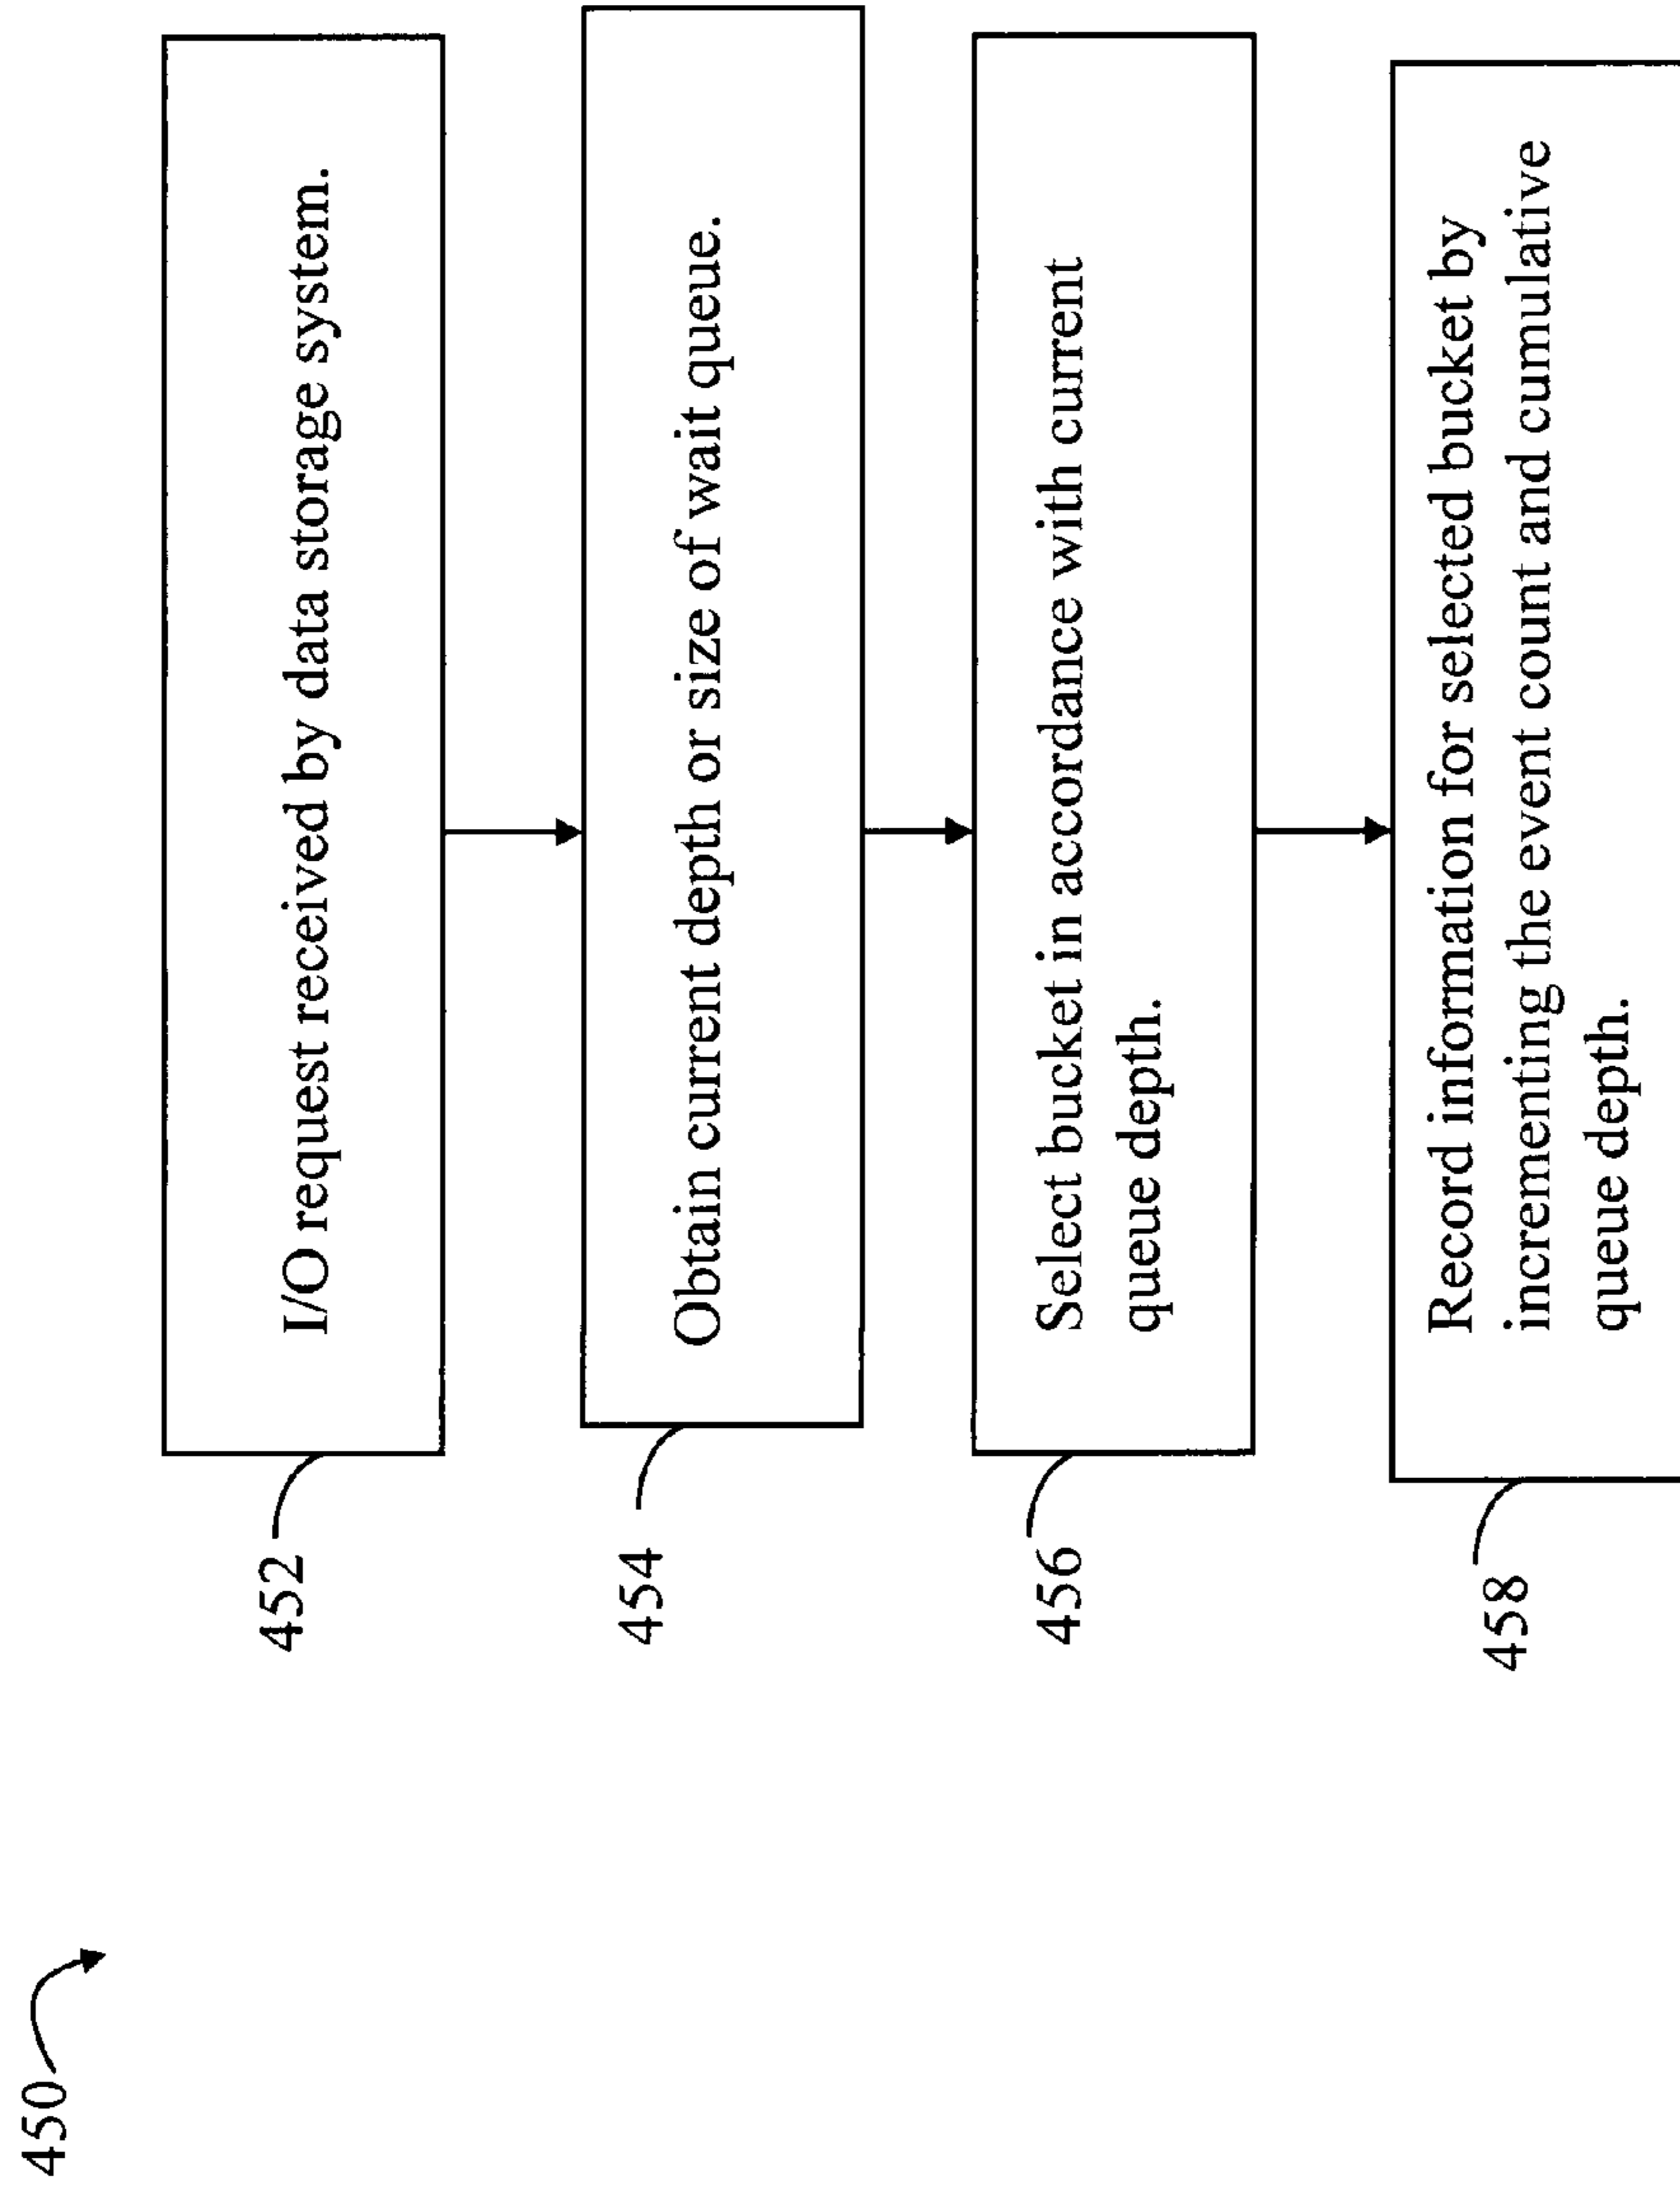 450
452
I/O request received by data storage system.
454
Obtain current depth or size of wait queue.
456
Select bucket in accordance with current
queue depth.
458
Record information for selected bucket by
incrementing the event count and cumulative
queue depth.